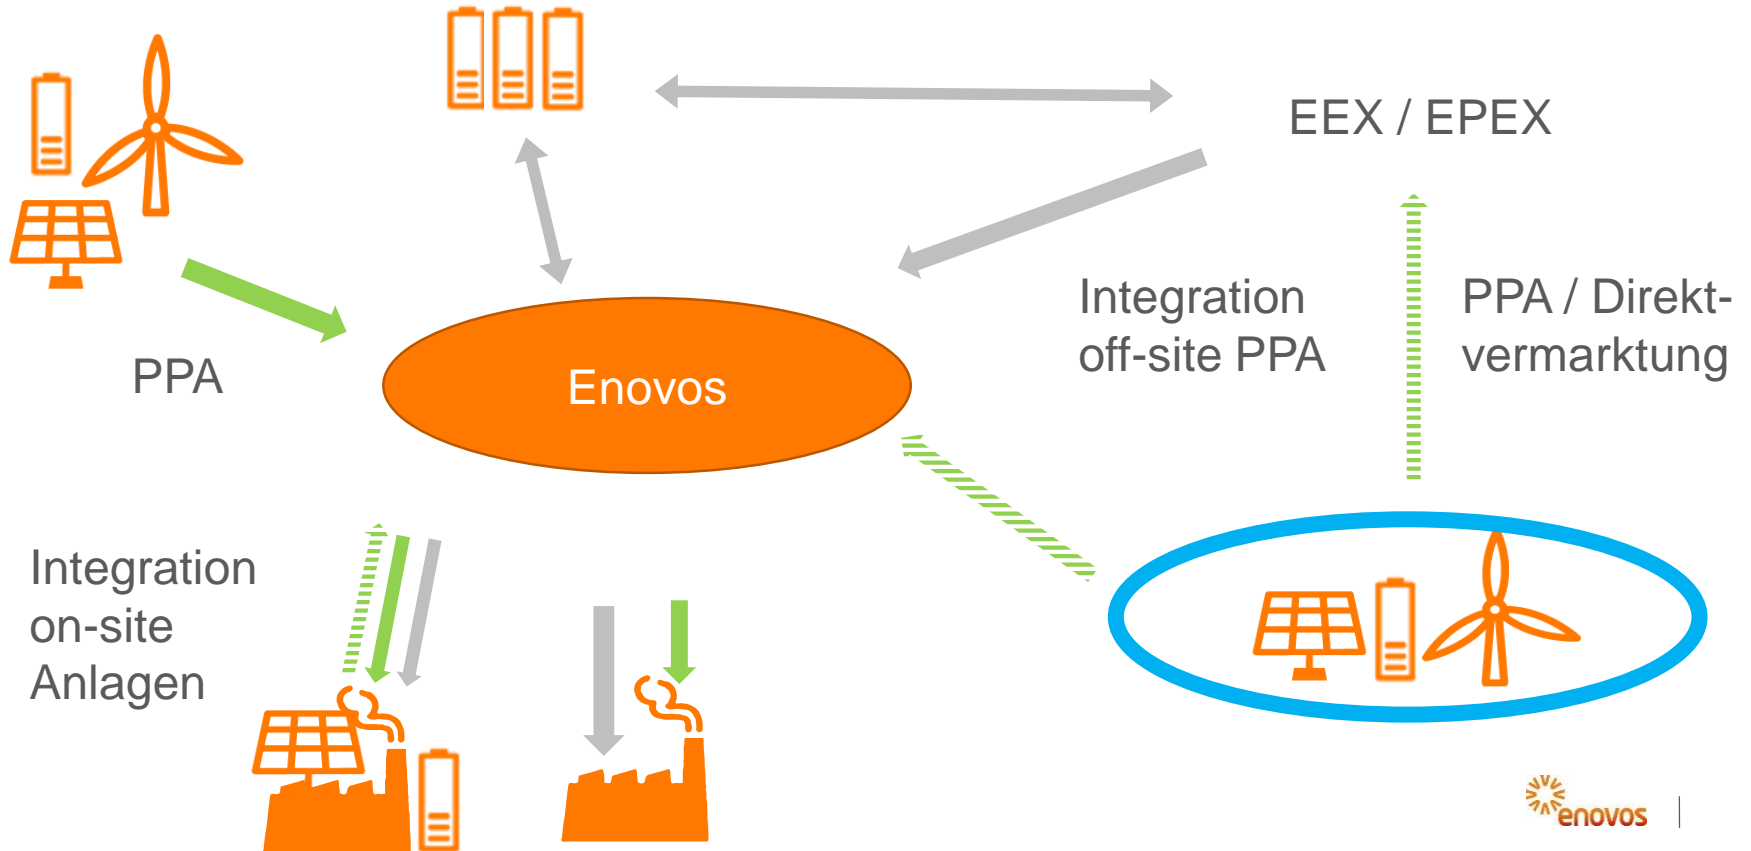 EEX / EPEX
Integration
off-site PPA
PPA / Direkt-
vermarktung
PPA
Enovos
Integration
on-site
Anlagen
enovos